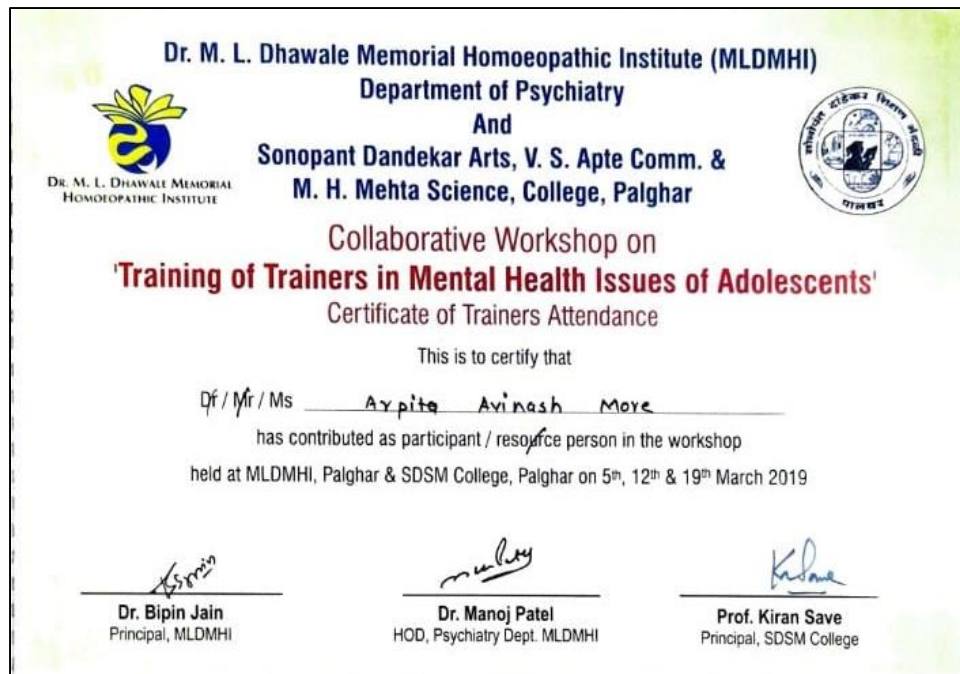 Dr. M. L. Dhawale Memorial Homoeopathic Institute (MLDMHI)
Department of Psychiatry
And
Sonopant Dandekar Arts, V. S. Apte Comm. &
M. H. Mehta Science, College, Palghar
DR. M. L. DHAWALE MEMORIAL
HOMOEOPATHIC INSTITUTE
सोनोपंत दांडेकर शिक्षण मंडळी
पालघर
Collaborative Workshop on
'Training of Trainers in Mental Health Issues of Adolescents'
Certificate of Trainers Attendance
This is to certify that
Dr / Mr / Ms Arpita Avinash More
has contributed as participant / resource person in the workshop
held at MLDMHI, Palghar & SDSM College, Palghar on 5th, 12th & 19th March 2019
Dr. Bipin Jain
Principal, MLDMHI
Dr. Manoj Patel
HOD, Psychiatry Dept. MLDMHI
Prof. Kiran Save
Principal, SDSM College